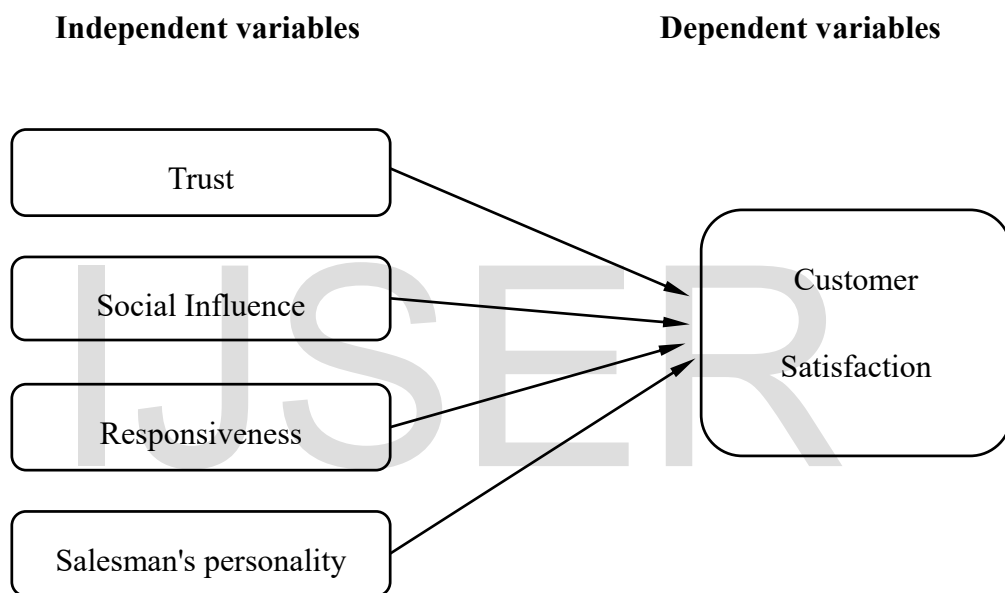 Independent variables
Dependent variables
Trust
Social Influence
Responsiveness
Salesman's personality
Customer
Satisfaction
IJSER